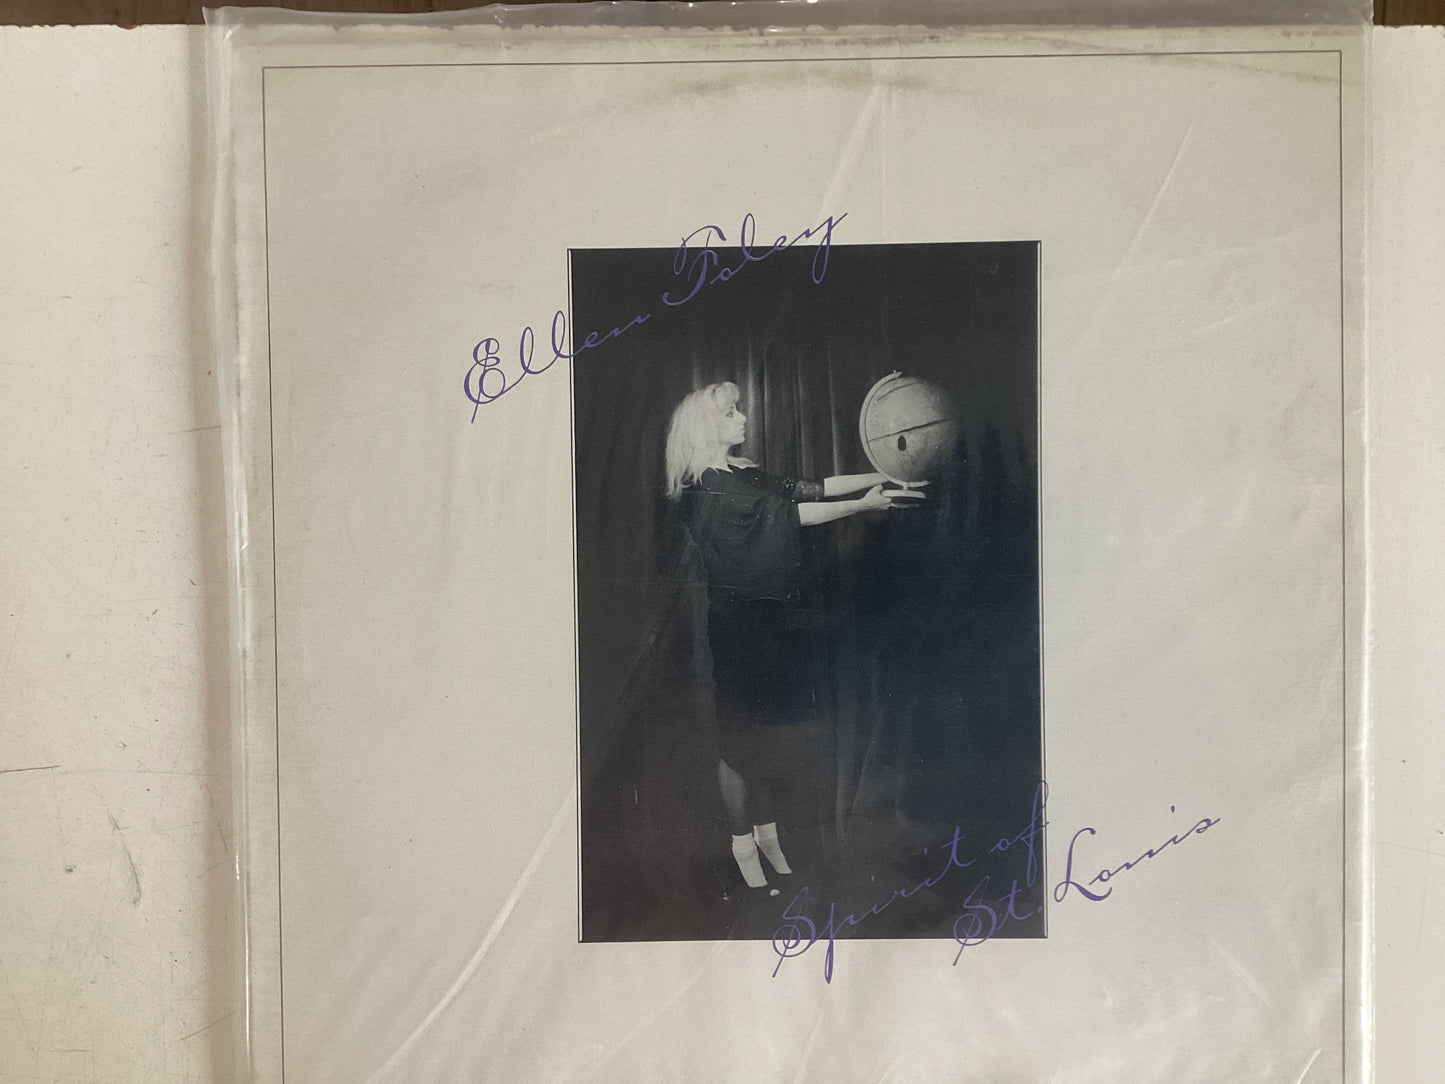 Ellen Foley
Spirit of
St. Louis